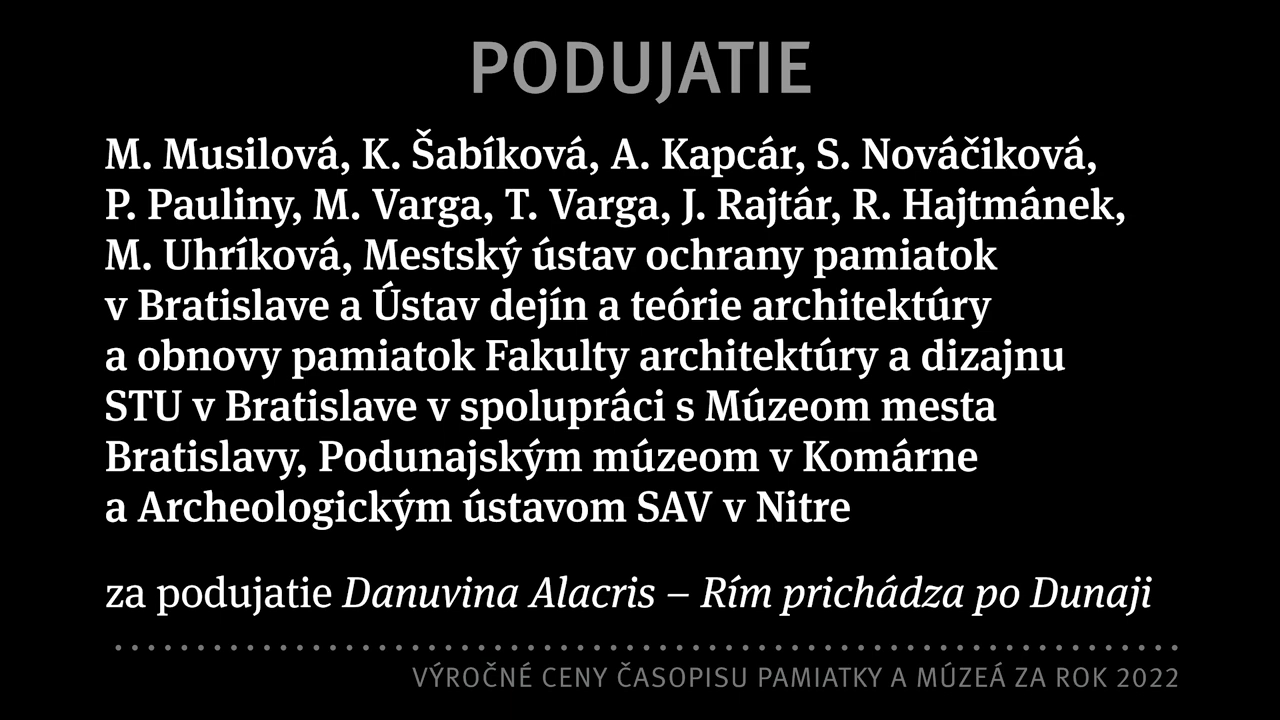 PODUJATIE
M. Musilová, K. Šabíková, A. Kapcár, S. Nováčiková,
P. Pauliny, M. Varga, T. Varga, J. Rajtár, R. Hajtmánek,
M. Uhríková, Mestský ústav ochrany pamiatok
v Bratislave a Ústav dejín a teórie architektúry
a obnovy pamiatok Fakulty architektúry a dizajnu
STU v Bratislave v spolupráci s Múzeom mesta
Bratislavy, Podunajským múzeom v Komárne
a Archeologickým ústavom SAV v Nitre
za podujatie Danuvina Alacris – Rím prichádza po Dunaji
VÝROČNÉ CENY ČASOPISU PAMIATKY A MÚZEÁ ZA ROK 2022